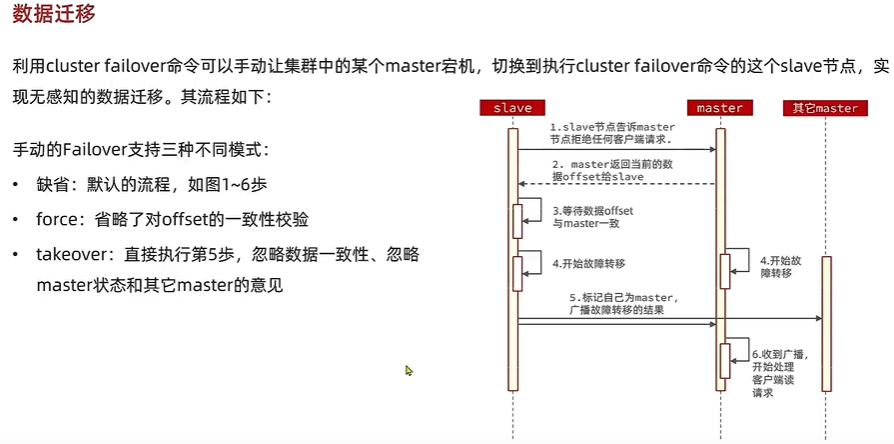 数据迁移
利用cluster failover命令可以手动让集群中的某个master宕机，切换到执行cluster failover命令的这个slave节点，实
现无感知的数据迁移。其流程如下：
手动的Failover支持三种不同模式：
• 缺省：默认的流程，如图1~6歩
• force：省略了对offset的一致性校验
• takeover：直接执行第5歩，忽略数据一致性、忽略
master状态和其它master的意见
slave
master
其它master
1.slave节点告诉master
节点拒绝任何客户端请求.
2. master返回当前的数
据offset给slave
3.等待数据offset
与master一致
4.开始故障转移
4.开始故
障转移
5.标记自己为master，
广播故障转移的结果
6.收到广播，
开始处理
客户端读
请求